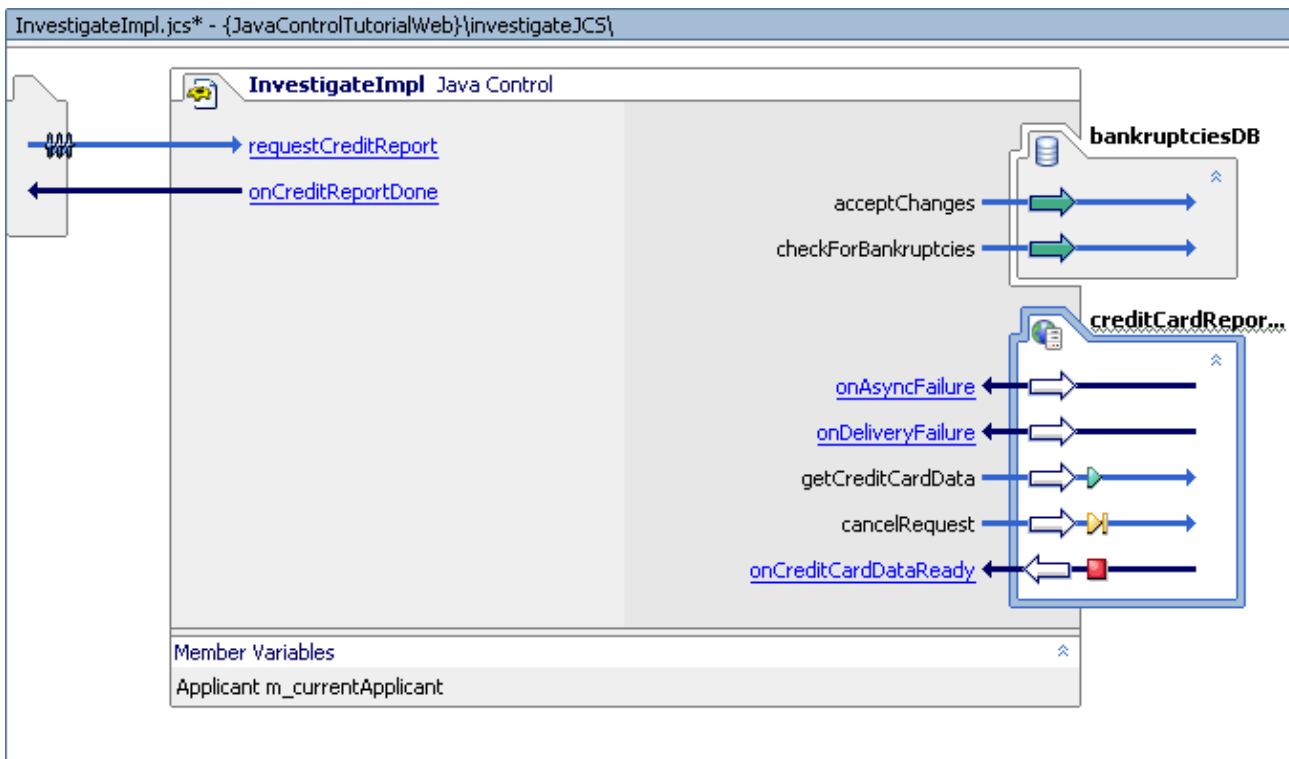 InvestigateImpl.jcs* - {JavaControlTutorialWeb}\investigateJCS\
InvestigateImpl Java Control
requestCreditReport
onCreditReportDone
bankruptciesDB
acceptChanges
checkForBankruptcies
creditCardRepor...
onAsyncFailure
onDeliveryFailure
getCreditCardData
cancelRequest
onCreditCardDataReady
Member Variables
Applicant m_currentApplicant